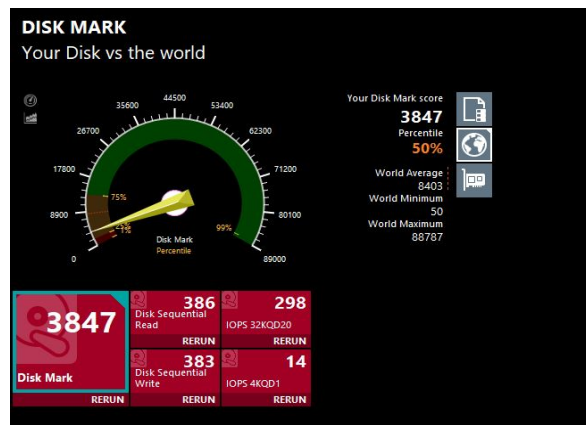 DISK MARK
Your Disk vs the world
0
8900
17800
26700
35600
44500
53400
62300
71200
80100
89000
75%
1%
99%
Disk Mark
Percentile
Your Disk Mark score
3847
Percentile
50%
World Average
8403
World Minimum
50
World Maximum
88787
3847
Disk Mark
RERUN
386
Disk Sequential
Read
RERUN
298
IOPS 32KQD20
RERUN
383
Disk Sequential
Write
RERUN
14
IOPS 4KQD1
RERUN